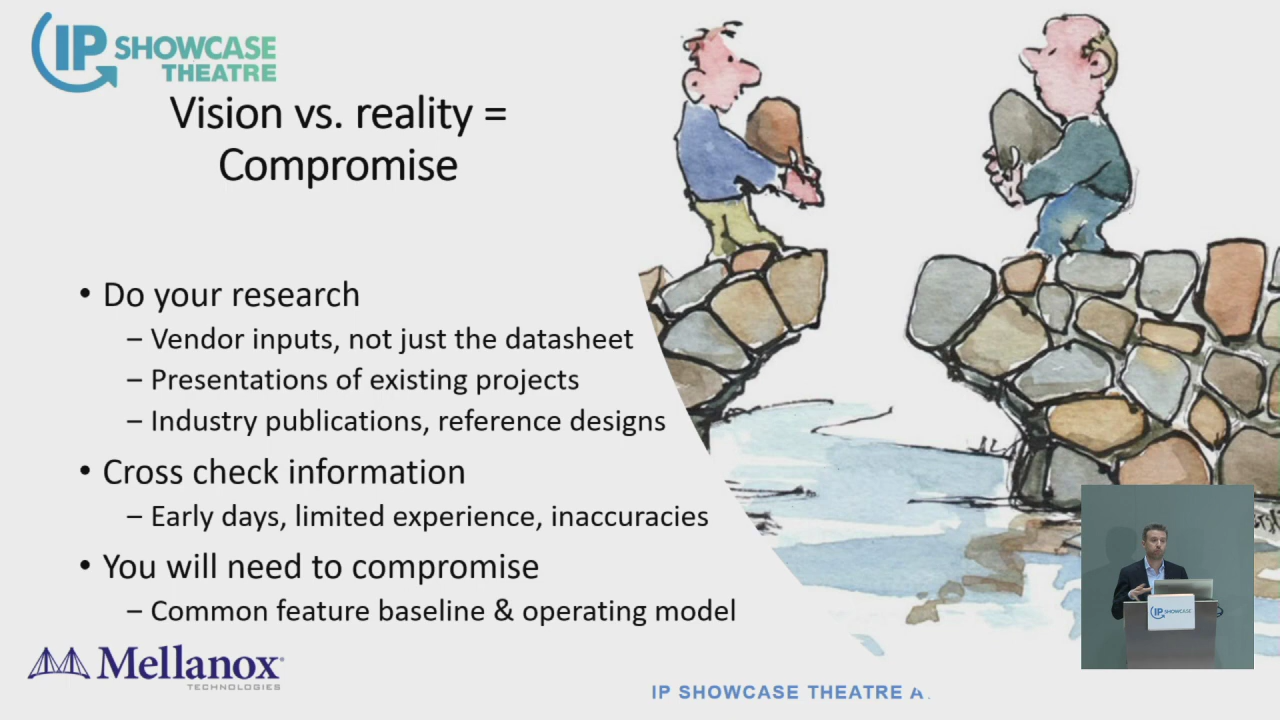 IP SHOWCASE
THEATRE
Vision vs. reality =
Compromise
• Do your research
– Vendor inputs, not just the datasheet
– Presentations of existing projects
– Industry publications, reference designs
• Cross check information
– Early days, limited experience, inaccuracies
• You will need to compromise
– Common feature baseline & operating model
Mellanox
TECHNOLOGIES
IP SHOWCASE
IP SHOWCASE THEATRE A